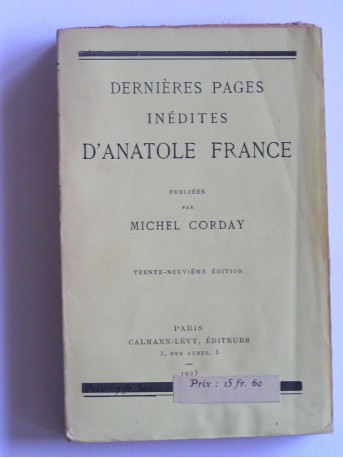 DERNIÈRES PAGES
INÉDITES
D'ANATOLE FRANCE
PUBLIÉES
PAR
MICHEL CORDAY
TRENTE-NEUVIÈME ÉDITION
PARIS
CALMANN-LÉVY, ÉDITEURS
3, RUE AUBER, 3
1925
Prix : 15 fr. 60